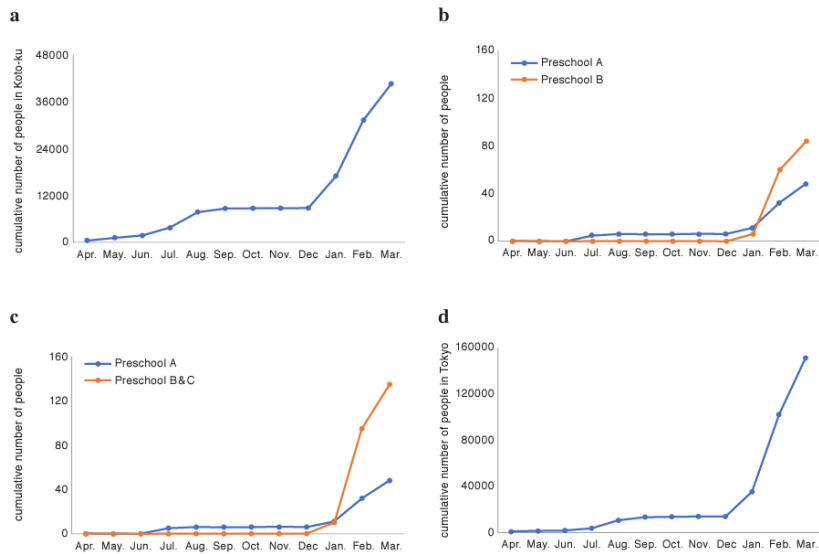 a
cumulative number of people in Koto-ku
48000
36000
24000
12000
0
Apr. May. Jun. Jul. Aug. Sep. Oct. Nov. Dec Jan. Feb. Mar.
b
cumulative number of people
160
120
80
40
0
Preschool A
Preschool B
Apr. May. Jun. Jul. Aug. Sep. Oct. Nov. Dec Jan. Feb. Mar.
c
cumulative number of people
160
120
80
40
0
Preschool A
Preschool B&C
Apr. May. Jun. Jul. Aug. Sep. Oct. Nov. Dec Jan. Feb. Mar.
d
cumulative number of people in Tokyo
160000
120000
80000
40000
0
Apr. May. Jun. Jul. Aug. Sep. Oct. Nov. Dec. Jan. Feb. Mar.